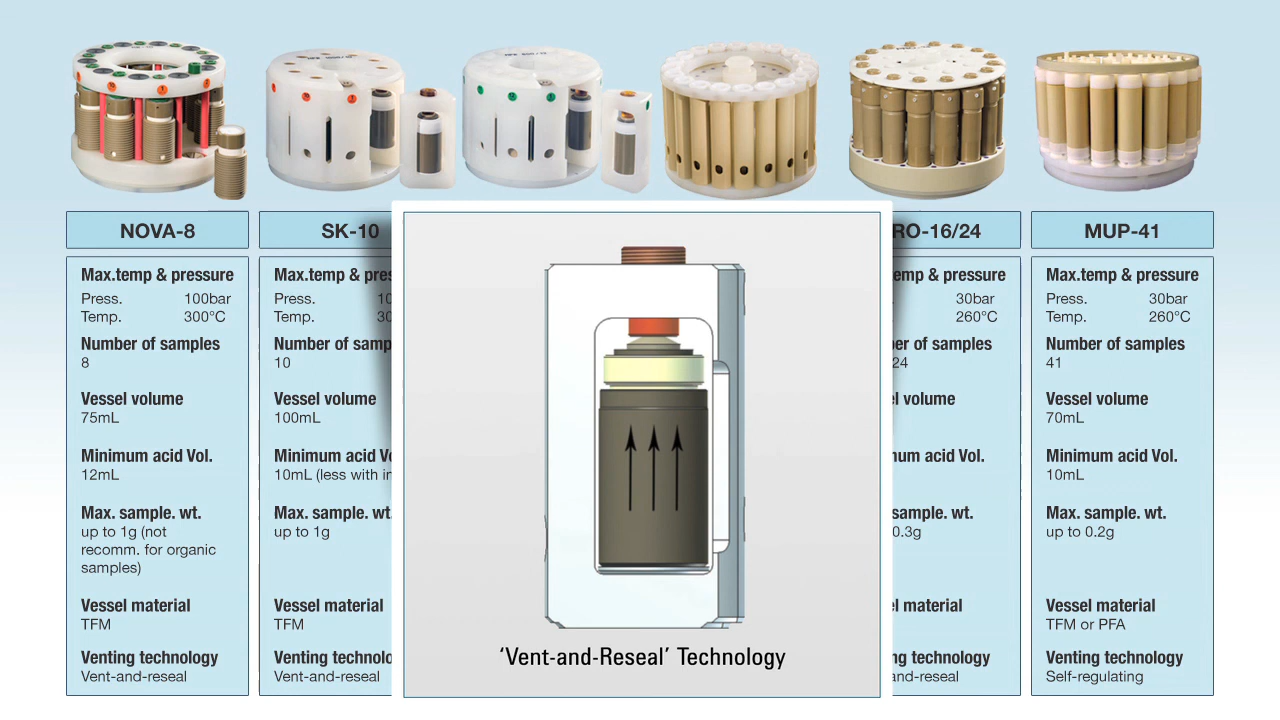 NOVA-8
Max.temp & pressure
Press. 100bar
Temp. 300°C
Number of samples
8
Vessel volume
75mL
Minimum acid Vol.
12mL
Max. sample. wt.
up to 1g (not
recomm. for organic
samples)
Vessel material
TFM
Venting technology
Vent-and-reseal
SK-10
Max.temp & pres
Press. 10
Temp. 30
Number of samp
10
Vessel volume
100mL
Minimum acid Vo
10mL (less with in
Max. sample. wt.
up to 1g
Vessel material
TFM
Venting technolo
Vent-and-reseal
'Vent-and-Reseal' Technology
RO-16/24
emp & pressure
30bar
260°C
er of samples
24
l volume
um acid Vol.
sample. wt.
0.3g
l material
ng technology
and-reseal
MUP-41
Max.temp & pressure
Press. 30bar
Temp. 260°C
Number of samples
41
Vessel volume
70mL
Minimum acid Vol.
10mL
Max. sample. wt.
up to 0.2g
Vessel material
TFM or PFA
Venting technology
Self-regulating